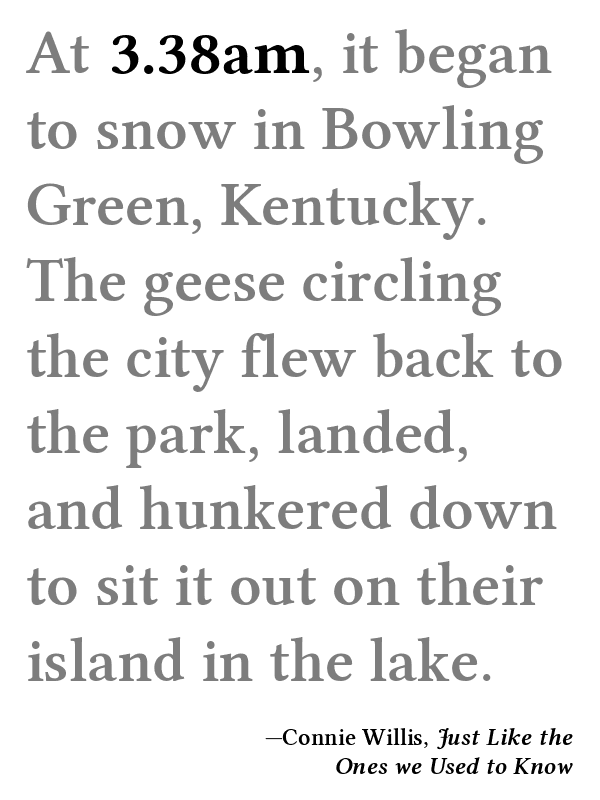 At 3.38am, it began
to snow in Bowling
Green, Kentucky.
The geese circling
the city flew back to
the park, landed,
and hunkered down
to sit it out on their
island in the lake.
—Connie Willis, Just Like the
Ones we Used to Know